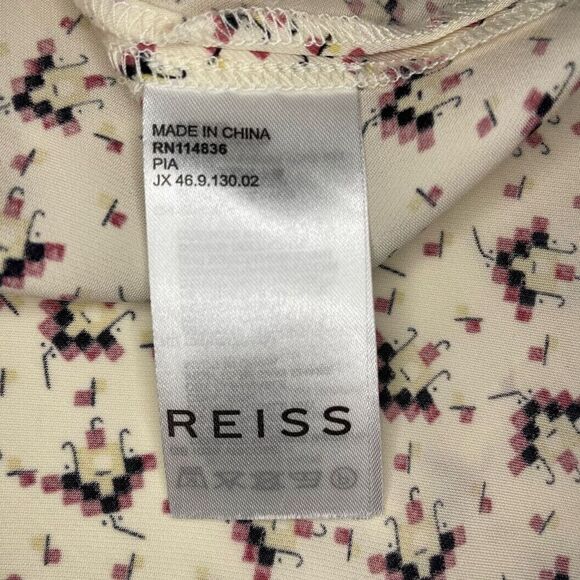 MADE IN CHINA
RN114836
PIA
JX 46.9.130.02
REISS